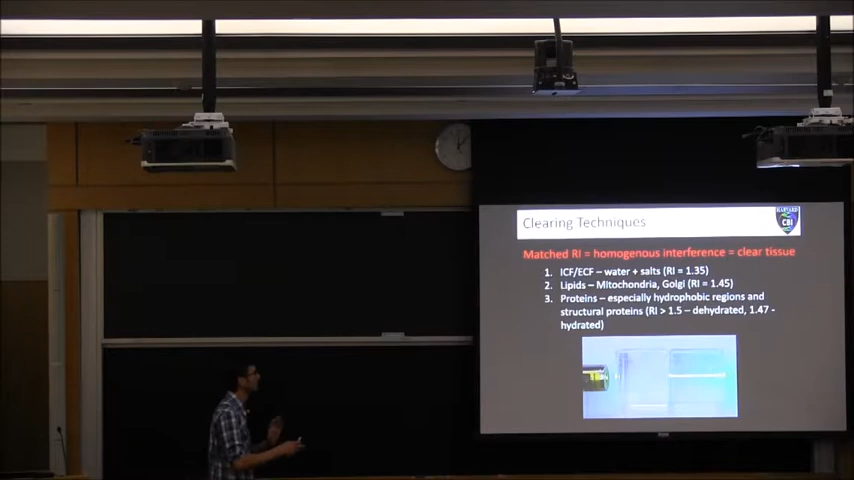 Clearing Techniques
HARVARD
CBI
Matched RI = homogenous interference = clear tissue
1. ICF/ECF – water + salts (RI = 1.35)
2. Lipids – Mitochondria, Golgi (RI = 1.45)
3. Proteins – especially hydrophobic regions and
structural proteins (RI > 1.5 – dehydrated, 1.47 -
hydrated)